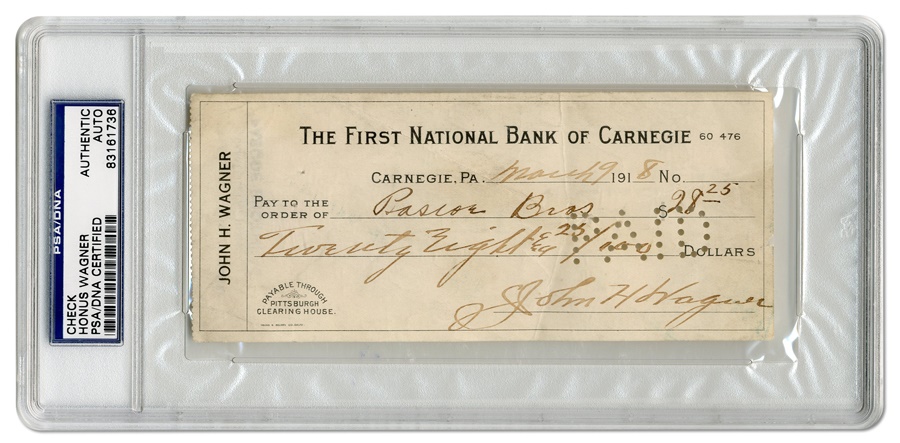 PSA/DNA
CHECK
HONUS WAGNER
PSA/DNA CERTIFIED
AUTHENTIC
AUTO
83161736
JOHN H. WAGNER
THE FIRST NATIONAL BANK OF CARNEGIE 60 476
CARNEGIE, PA. March 9 1918 No.
PAY TO THE
ORDER OF Pascoe Bros $28 25
Twenty Eight & 25/100 DOLLARS
PAID
PAYABLE THROUGH
PITTSBURGH
CLEARING HOUSE.
John H Wagner